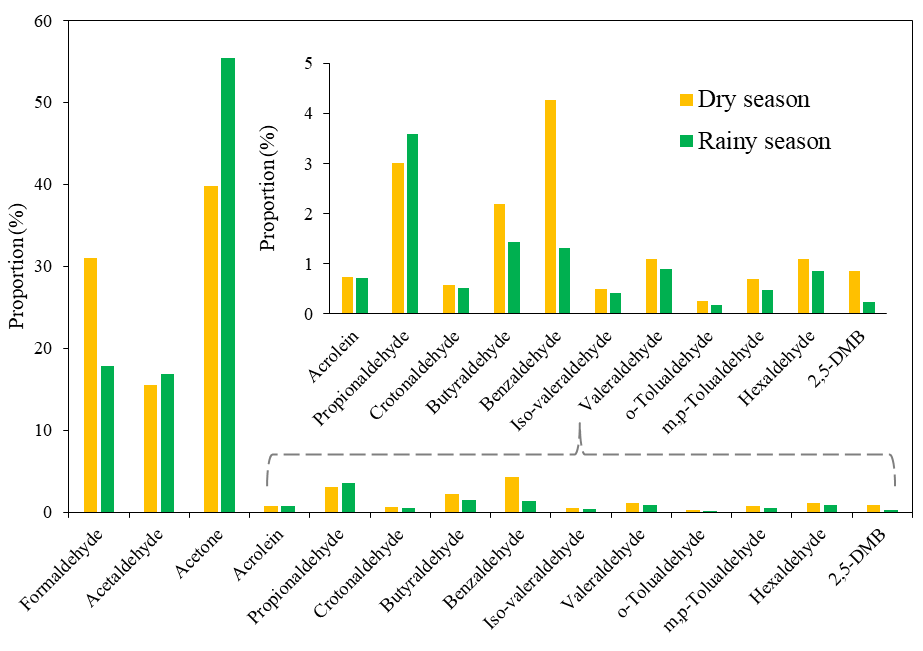 60
50
40
30
20
10
0
Proportion (%)
5
4
3
2
1
0
Proportion (%)
Dry season
Rainy season
Acrolein
Propionaldehyde
Crotonaldehyde
Butyraldehyde
Benzaldehyde
Iso-valeraldehyde
Valeraldehyde
o-Tolualdehyde
m,p-Tolualdehyde
Hexaldehyde
2,5-DMB
Formaldehyde
Acetaldehyde
Acetone
Acrolein
Propionaldehyde
Crotonaldehyde
Butyraldehyde
Benzaldehyde
Iso-valeraldehyde
Valeraldehyde
o-Tolualdehyde
m,p-Tolualdehyde
Hexaldehyde
2,5-DMB